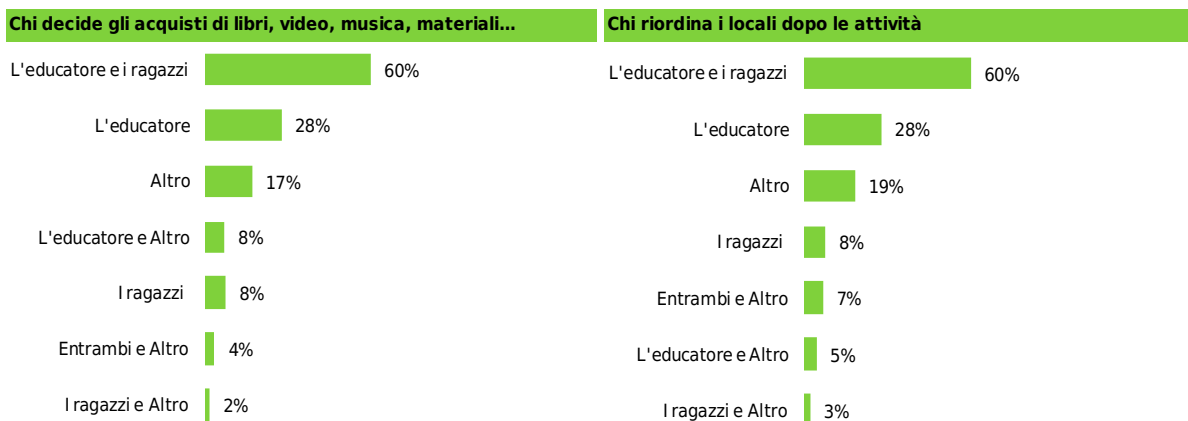 Chi decide gli acquisti di libri, video, musica, materiali...
L'educatore e i ragazzi 60%
L'educatore 28%
Altro 17%
L'educatore e Altro 8%
I ragazzi 8%
Entrambi e Altro 4%
I ragazzi e Altro 2%
Chi riordina i locali dopo le attività
L'educatore e i ragazzi 60%
L'educatore 28%
Altro 19%
I ragazzi 8%
Entrambi e Altro 7%
L'educatore e Altro 5%
I ragazzi e Altro 3%